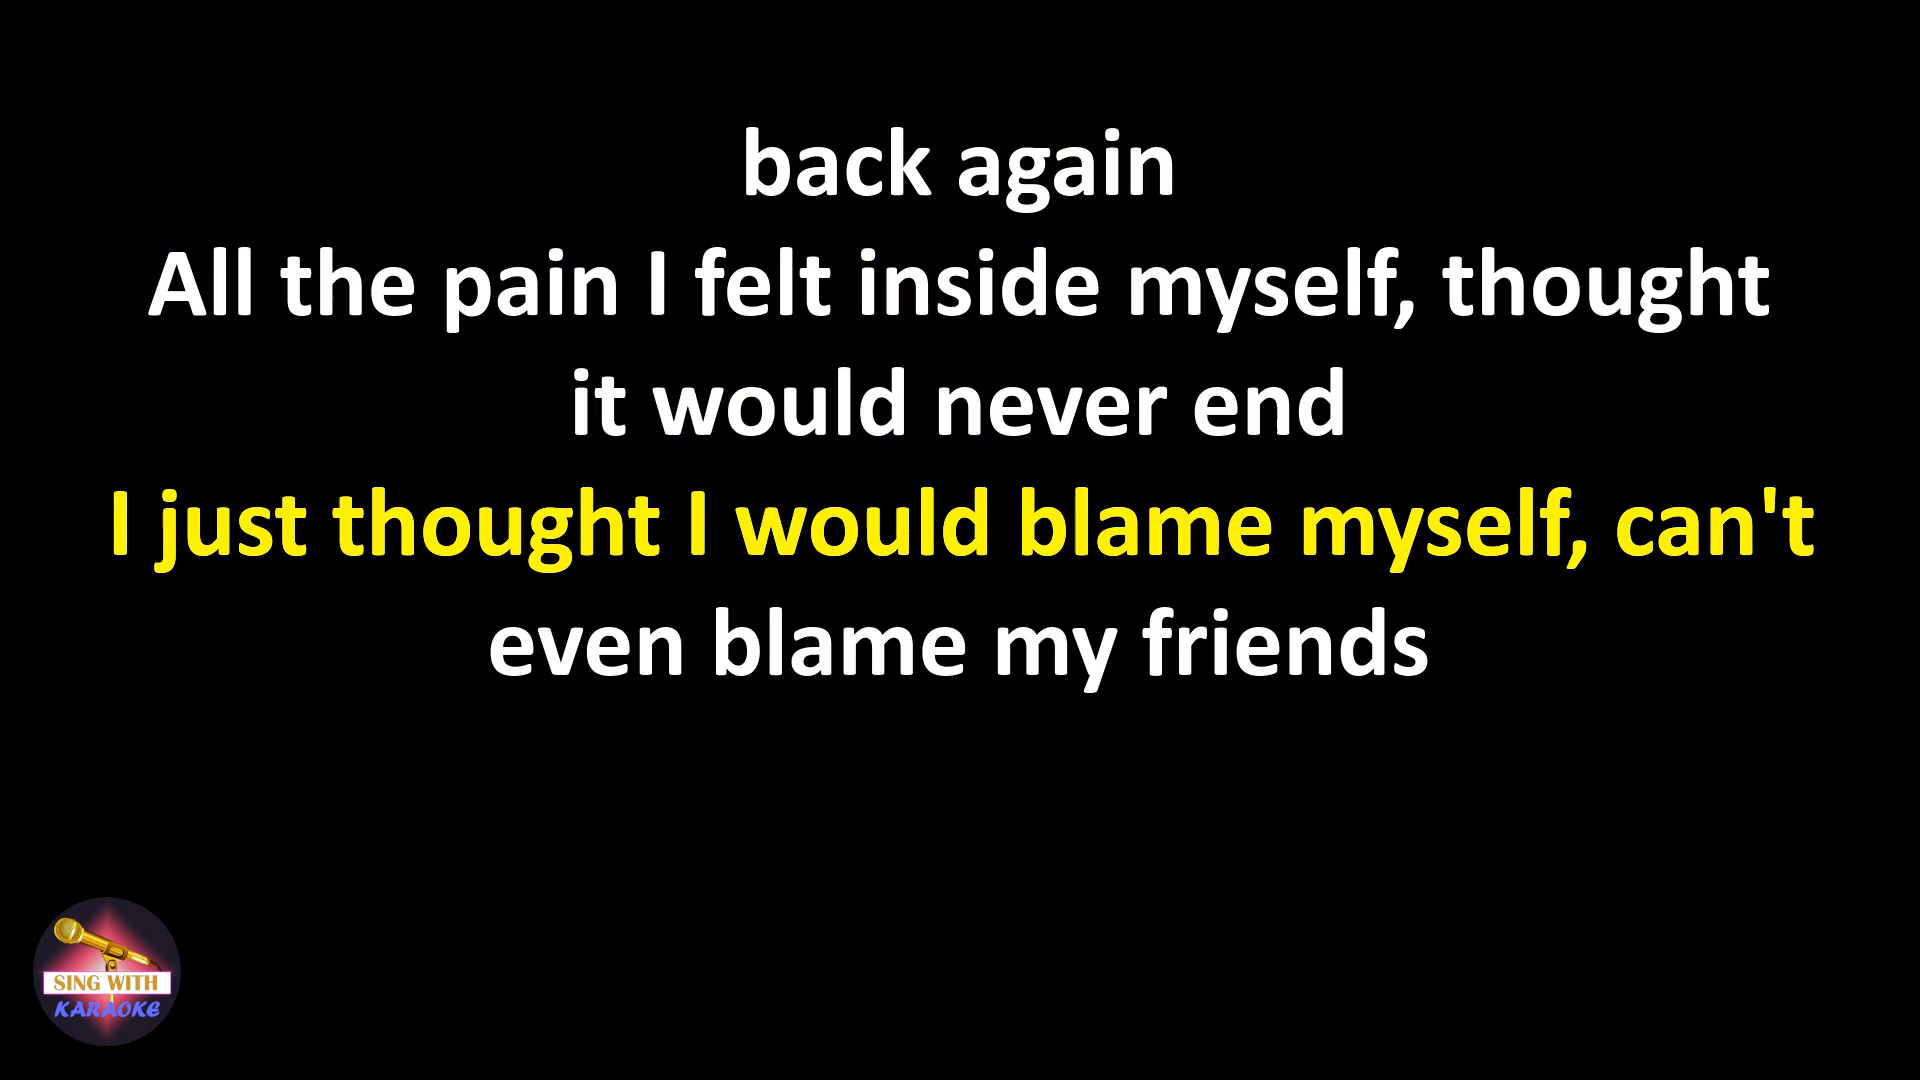 back again
All the pain I felt inside myself, thought
it would never end
I just thought I would blame myself, can't
even blame my friends
SING WITH
KARAOKE